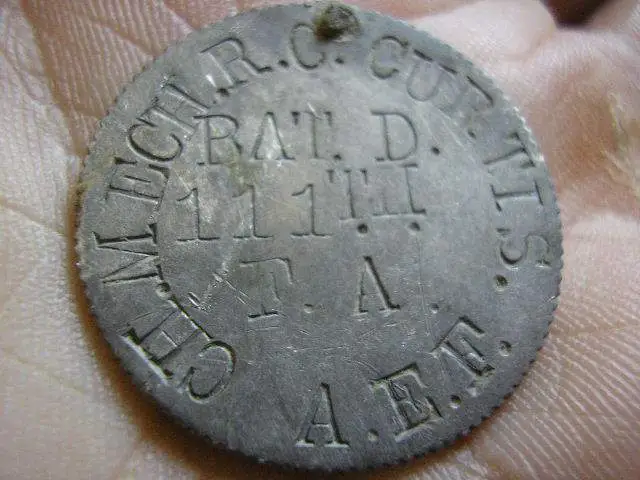 CH. MECH. R. C. CURTIS.
BAT. D.
111TH
F. A.
A.E.F.